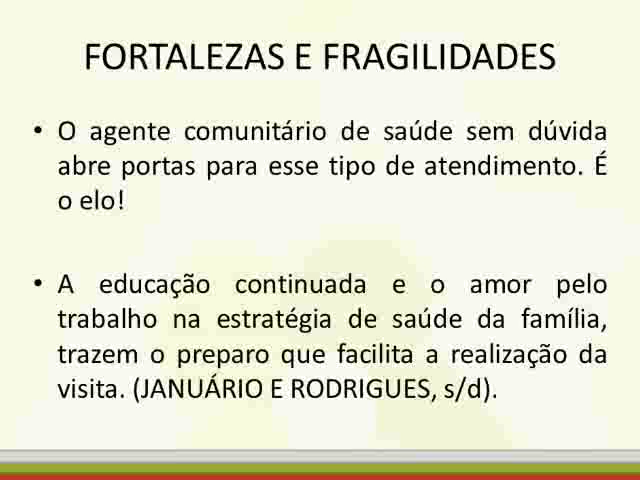 FORTALEZAS E FRAGILIDADES
• O agente comunitário de saúde sem dúvida
abre portas para esse tipo de atendimento. É
o elo!
• A educação continuada e o amor pelo
trabalho na estratégia de saúde da família,
trazem o preparo que facilita a realização da
visita. (JANUÁRIO E RODRIGUES, s/d).